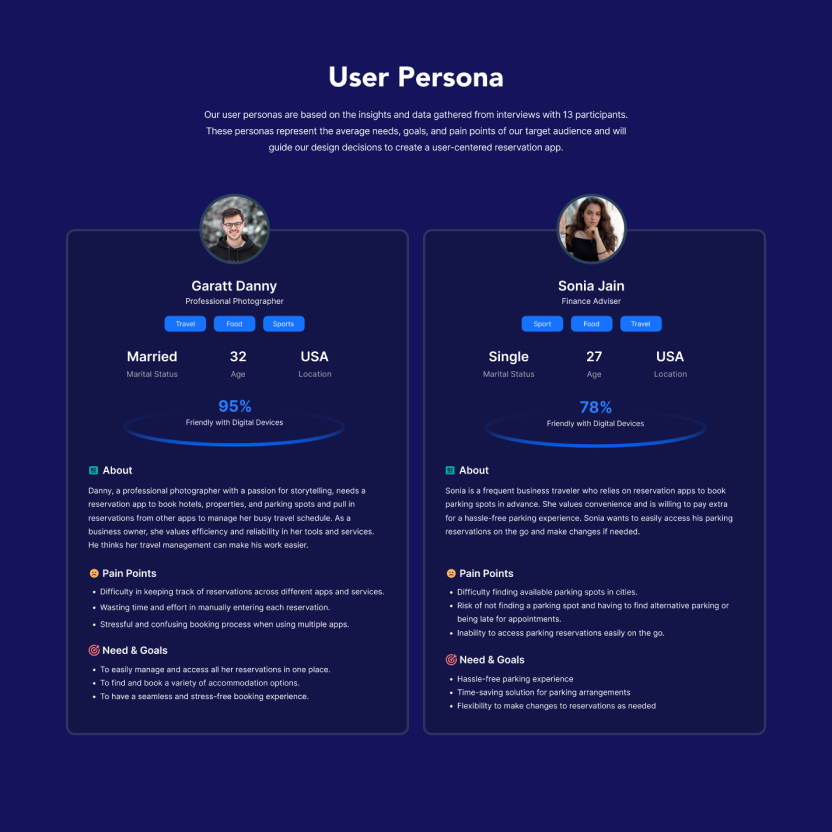 User Persona
Our user personas are based on the insights and data gathered from interviews with 13 participants.
These personas represent the average needs, goals, and pain points of our target audience and will
guide our design decisions to create a user-centered reservation app.
Garatt Danny
Professional Photographer
Travel
Food
Sports
Married
32
USA
Marital Status
Age
Location
95%
Friendly with Digital Devices
About
Danny, a professional photographer with a passion for storytelling, needs a
reservation app to book hotels, properties, and parking spots and pull in
reservations from other apps to manage her busy travel schedule. As a
business owner, she values efficiency and reliability in her tools and services.
He thinks her travel management can make his work easier.
Pain Points
• Difficulty in keeping track of reservations across different apps and services.
• Wasting time and effort in manually entering each reservation.
• Stressful and confusing booking process when using multiple apps.
Need & Goals
• To easily manage and access all her reservations in one place.
• To find and book a variety of accommodation options.
• To have a seamless and stress-free booking experience.
Sonia Jain
Finance Adviser
Sport
Food
Travel
Single
27
USA
Marital Status
Age
Location
78%
Friendly with Digital Devices
About
Sonia is a frequent business traveler who relies on reservation apps to book
parking spots in advance. She values convenience and is willing to pay extra
for a hassle-free parking experience. Sonia wants to easily access his parking
reservations on the go and make changes if needed.
Pain Points
• Difficulty finding available parking spots in cities.
• Risk of not finding a parking spot and having to find alternative parking or
being late for appointments.
• Inability to access parking reservations easily on the go.
Need & Goals
• Hassle-free parking experience
• Time-saving solution for parking arrangements
• Flexibility to make changes to reservations as needed